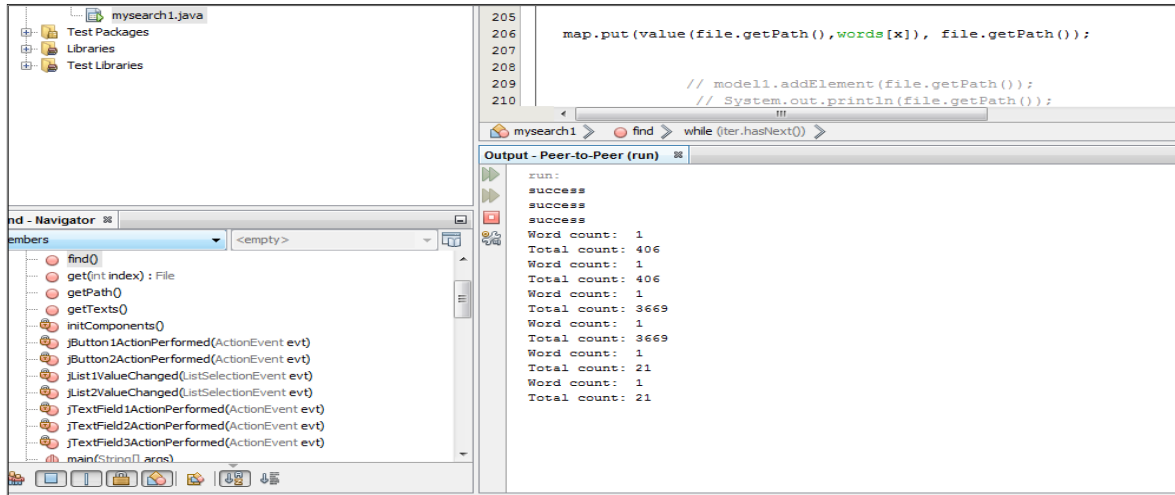 mysearch1.java
Test Packages
Libraries
Test Libraries
205
206 map.put(value(file.getPath(),words[x]), file.getPath());
207
208
209 // model1.addElement(file.getPath());
210 // System.out.println(file.getPath());
mysearch1 find while (iter.hasNext())
Output - Peer-to-Peer (run)
run:
success
success
success
Word count: 1
Total count: 406
Word count: 1
Total count: 406
Word count: 1
Total count: 3669
Word count: 1
Total count: 3669
Word count: 1
Total count: 21
Word count: 1
Total count: 21
nd - Navigator
embers <empty>
find()
get(int index) : File
getPath()
getTexts()
initComponents()
jButton1ActionPerformed(ActionEvent evt)
jButton2ActionPerformed(ActionEvent evt)
jList1ValueChanged(ListSelectionEvent evt)
jList2ValueChanged(ListSelectionEvent evt)
jTextField1ActionPerformed(ActionEvent evt)
jTextField2ActionPerformed(ActionEvent evt)
jTextField3ActionPerformed(ActionEvent evt)
main(String[] args)